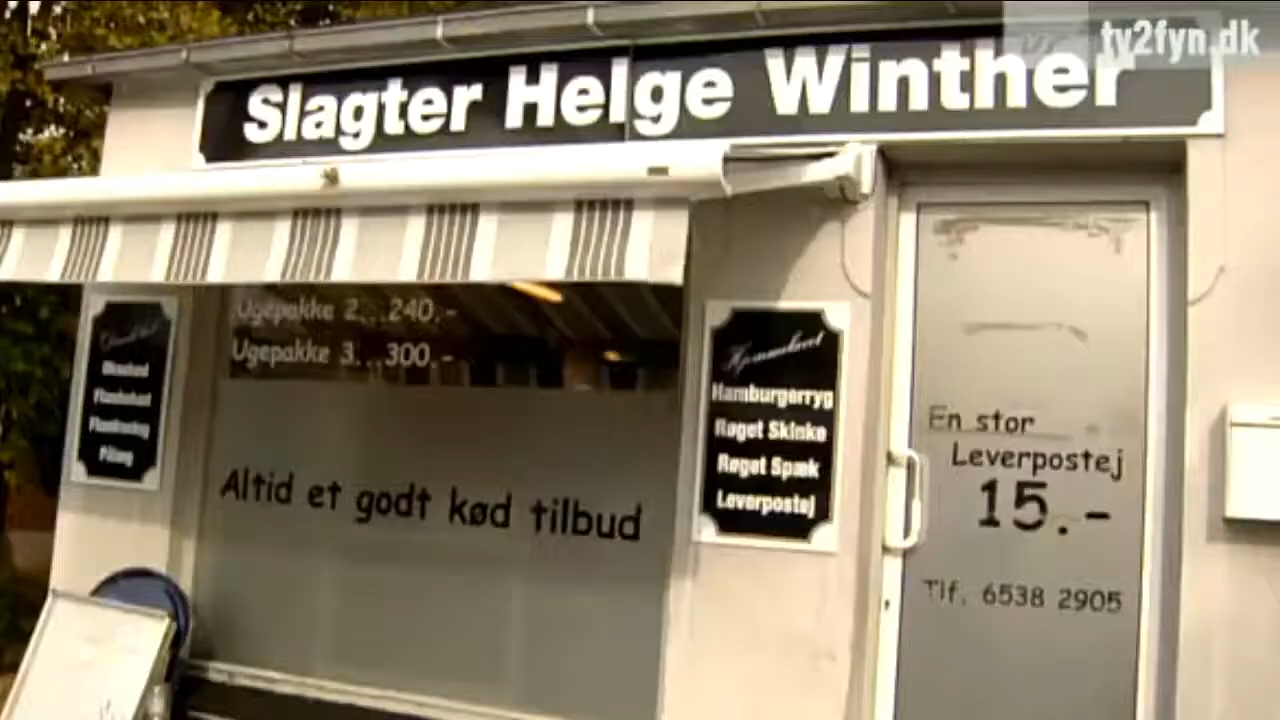 tv2fyn.dk
Slagter Helge Winther
Ugepakke 2...240.-
Ugepakke 3...300.-
Altid et godt kød tilbud
Hjemmelavet
Hamburgerryg
Røget Skinke
Røget Spæk
Leverpostej
En stor
Leverpostej
15.-
Tlf. 6538 2905